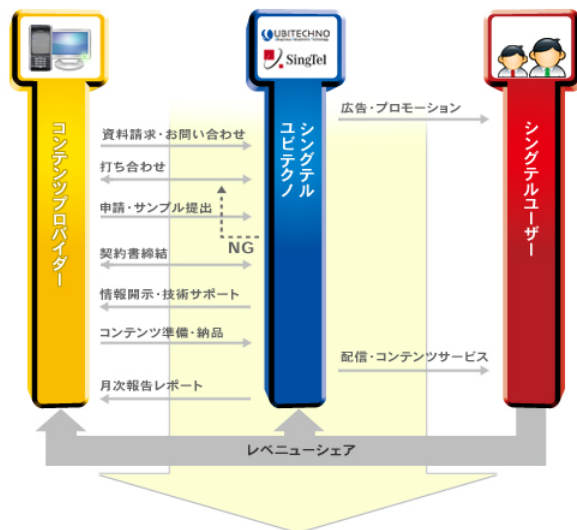 UBITECHNO
SingTel
コンテンツプロバイダー
シングテル
ユビテクノ
シングテルユーザー
広告・プロモーション
資料請求・お問い合わせ
打ち合わせ
申請・サンプル提出
NG
契約書締結
情報開示・技術サポート
コンテンツ準備・納品
配信・コンテンツサービス
月次報告レポート
レベニューシェア